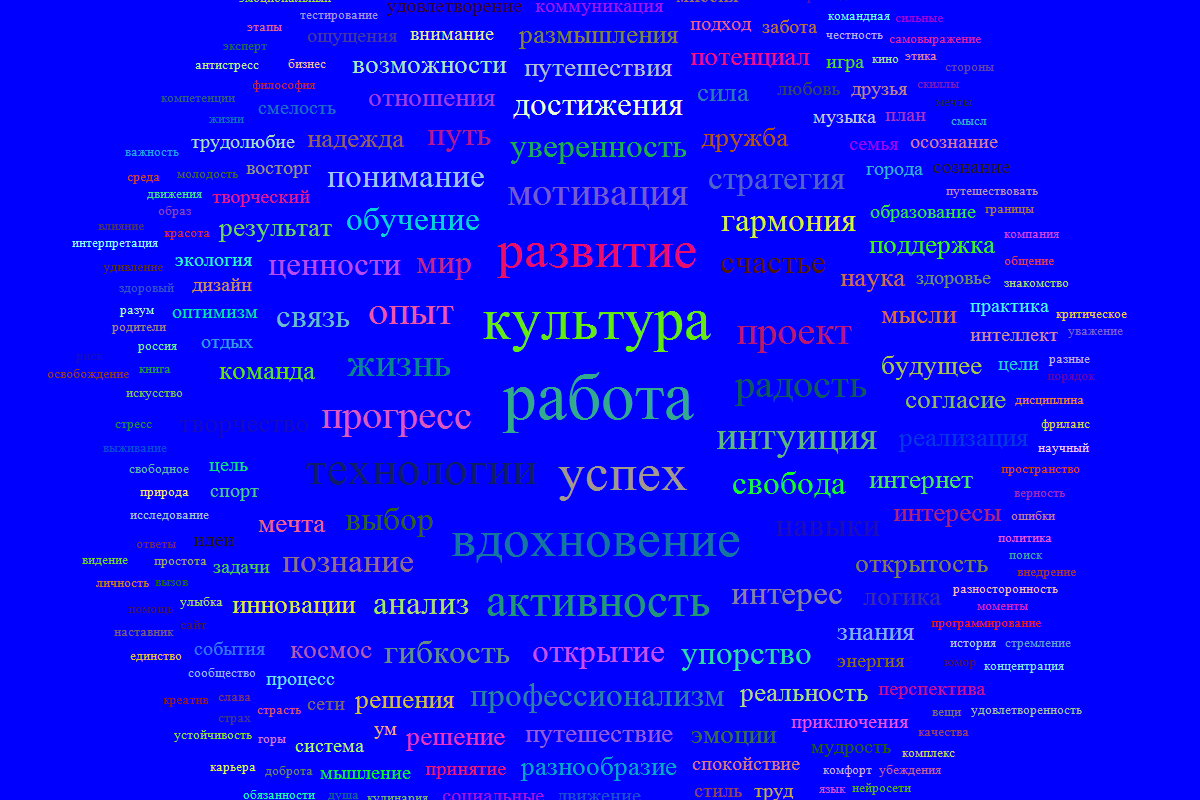 эмоциональный
удовлетворение коммуникация миссия
тестирование командная сильные
этапы подход забота
ощущения внимание размышления честность самовыражение
эксперт
антистресс бизнес возможности путешествия потенциал игра кино этика стороны
философия
компетенции отношения достижения сила любовь друзья скиллы
смелость
жизни музыка план смысл
трудолюбие надежда путь уверенность дружба семья осознание
важность
восторг понимание стратегия города сознание
среда молодость
движения творческий мотивация путешествовать
образ обучение гармония образование границы
влияние красота результат компания
интерпретация развитие поддержка
удивление экология ценности мир счастье общение
здоровый дизайн наука здоровье знакомство
разум оптимизм связь опыт культура проект мысли практика критическое
родители интеллект уважение
россия отдых
рост жизнь будущее цели разные
освобождение книга команда порядок
искусство работа радость согласие дисциплина
стресс творчество прогресс фриланс
выживание интуиция реализация научный
свободное цель технологии успех пространство
природа спорт свобода интернет верность
исследование мечта выбор навыки интересы ошибки
ответы идеи вдохновение политика
видение простота задачи познание открытость поиск
внедрение
личность вызов разносторонность
помощь улыбка инновации анализ активность интерес логика моменты
наставник сайт знания программирование
события история стремление
единство космос гибкость открытие упорство энергия юмор концентрация
сообщество процесс
креатив слава страсть сети решения профессионализм реальность перспектива
страх вещи удовлетворенность
устойчивость горы ум приключения
система решение путешествие эмоции качества
мудрость комплекс
карьера доброта мышление принятие разнообразие спокойствие комфорт убеждения
обязанности душа кулинария социальные движение стиль труд язык нейросети